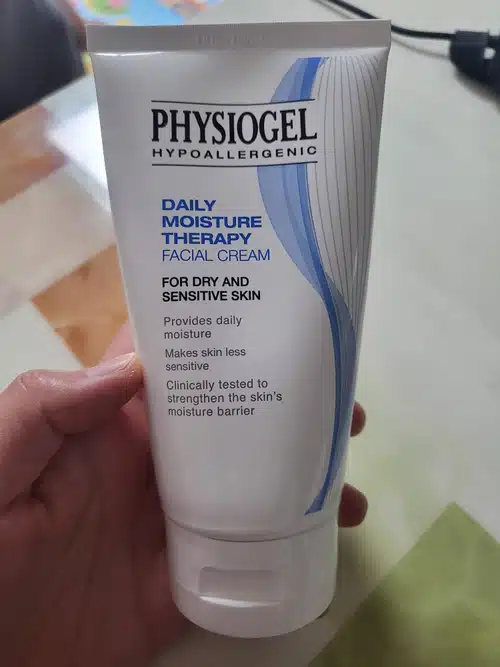 PHYSIOGEL
HYPOALLERGENIC
DAILY
MOISTURE
THERAPY
FACIAL CREAM
FOR DRY AND
SENSITIVE SKIN
Provides daily
moisture
Makes skin less
sensitive
Clinically tested to
strengthen the skin's
moisture barrier